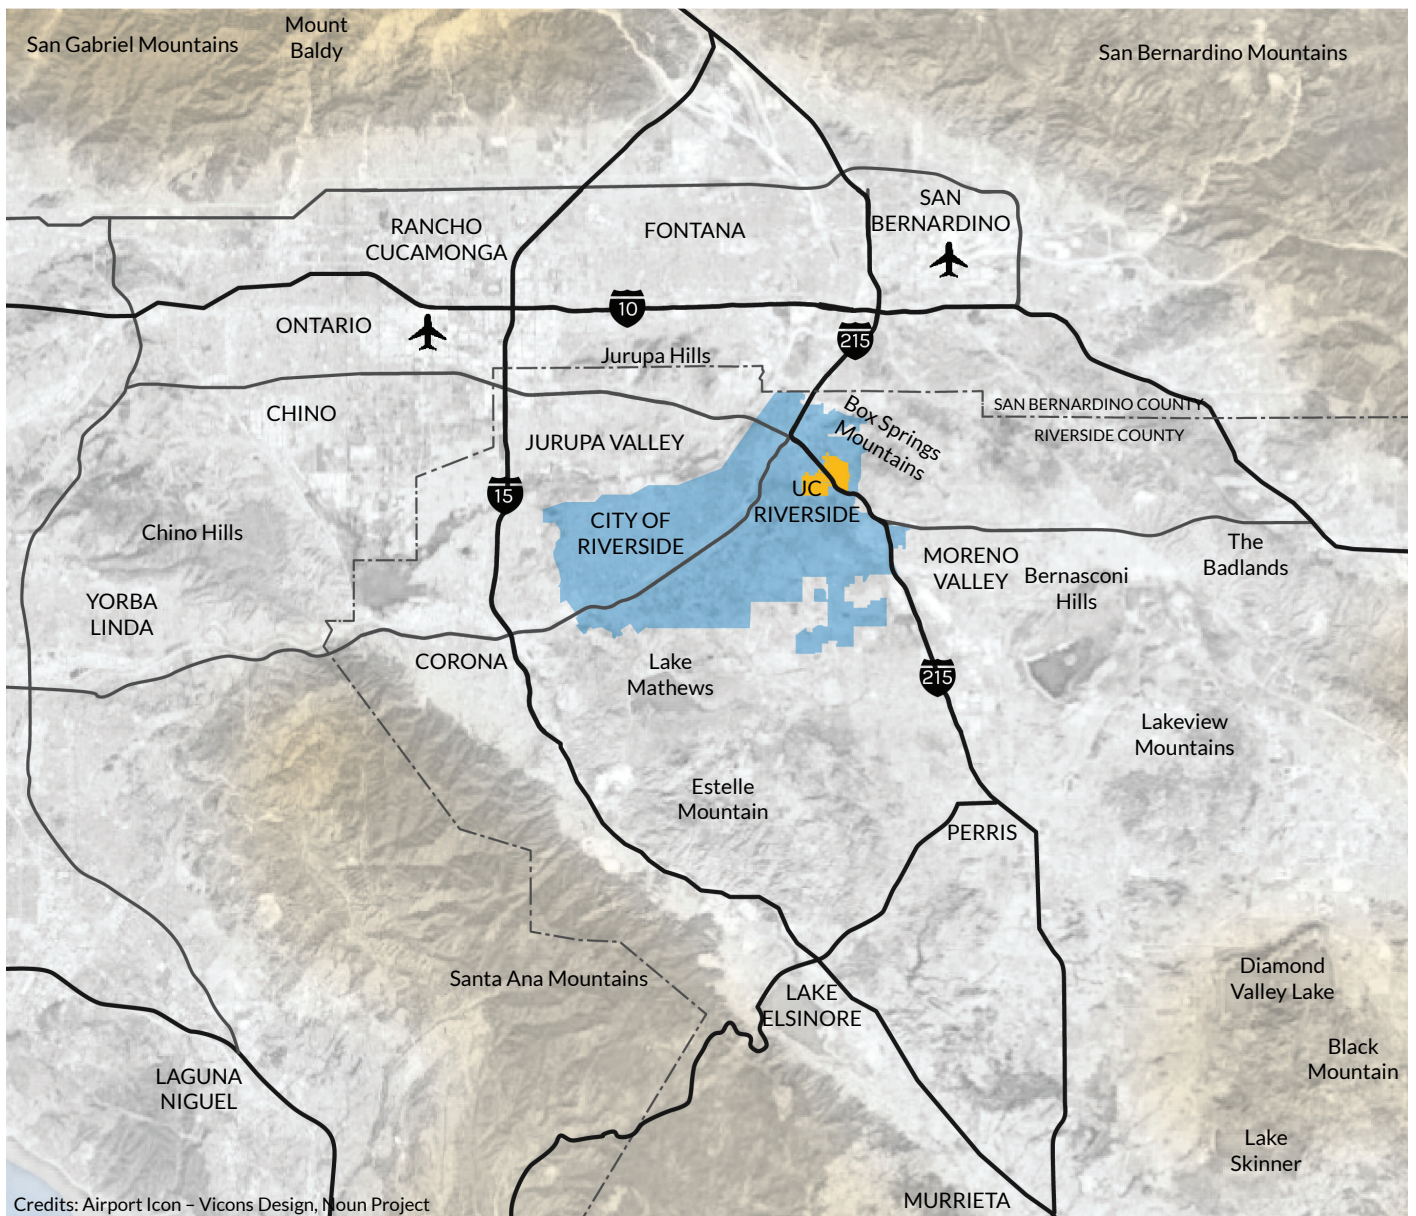 San Gabriel Mountains
Mount
Baldy
San Bernardino Mountains
RANCHO
CUCAMONGA
FONTANA
SAN
BERNARDINO
ONTARIO
10
215
Jurupa Hills
CHINO
JURUPA VALLEY
Box Springs
Mountains
SAN BERNARDINO COUNTY
RIVERSIDE COUNTY
15
UC
RIVERSIDE
CITY OF
RIVERSIDE
Chino Hills
MORENO
VALLEY
Bernasconi
Hills
The
Badlands
YORBA
LINDA
CORONA
Lake
Mathews
215
Lakeview
Mountains
Estelle
Mountain
PERRIS
Santa Ana Mountains
LAKE
ELSINORE
Diamond
Valley Lake
Black
Mountain
LAGUNA
NIGUEL
Lake
Skinner
MURRIETA
Credits: Airport Icon – Vicons Design, Noun Project